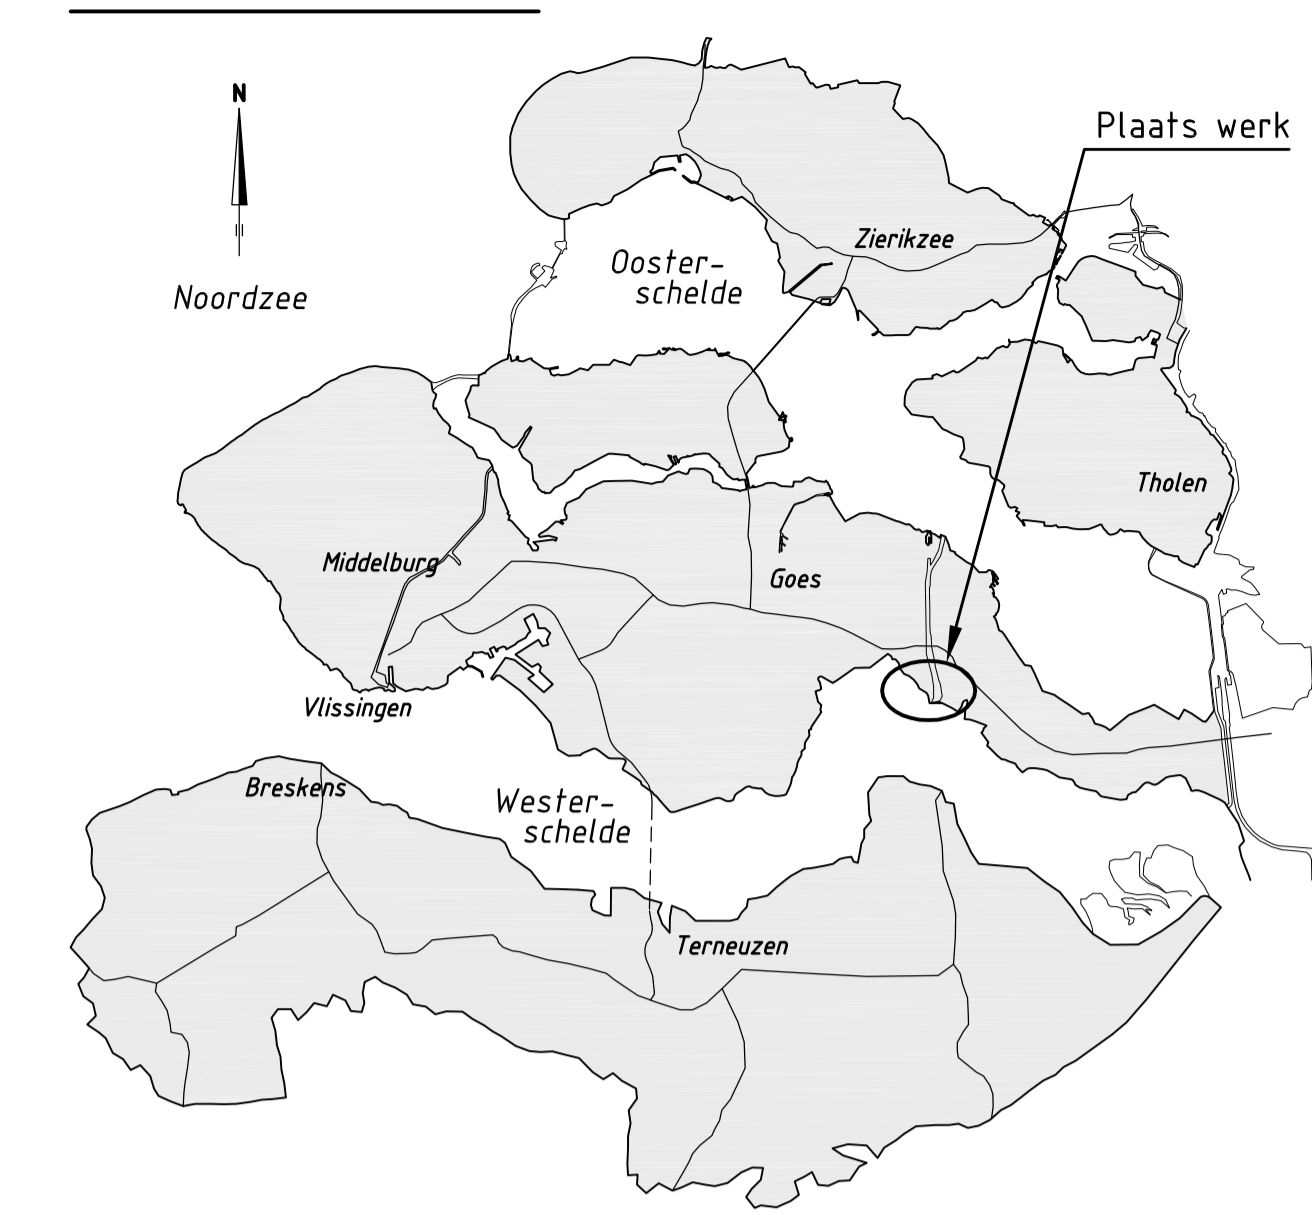 N
Plaats werk
Zierikzee
Ooster-
schelde
Noordzee
Tholen
Middelburg
Goes
Vlissingen
Breskens
Wester-
schelde
Terneuzen